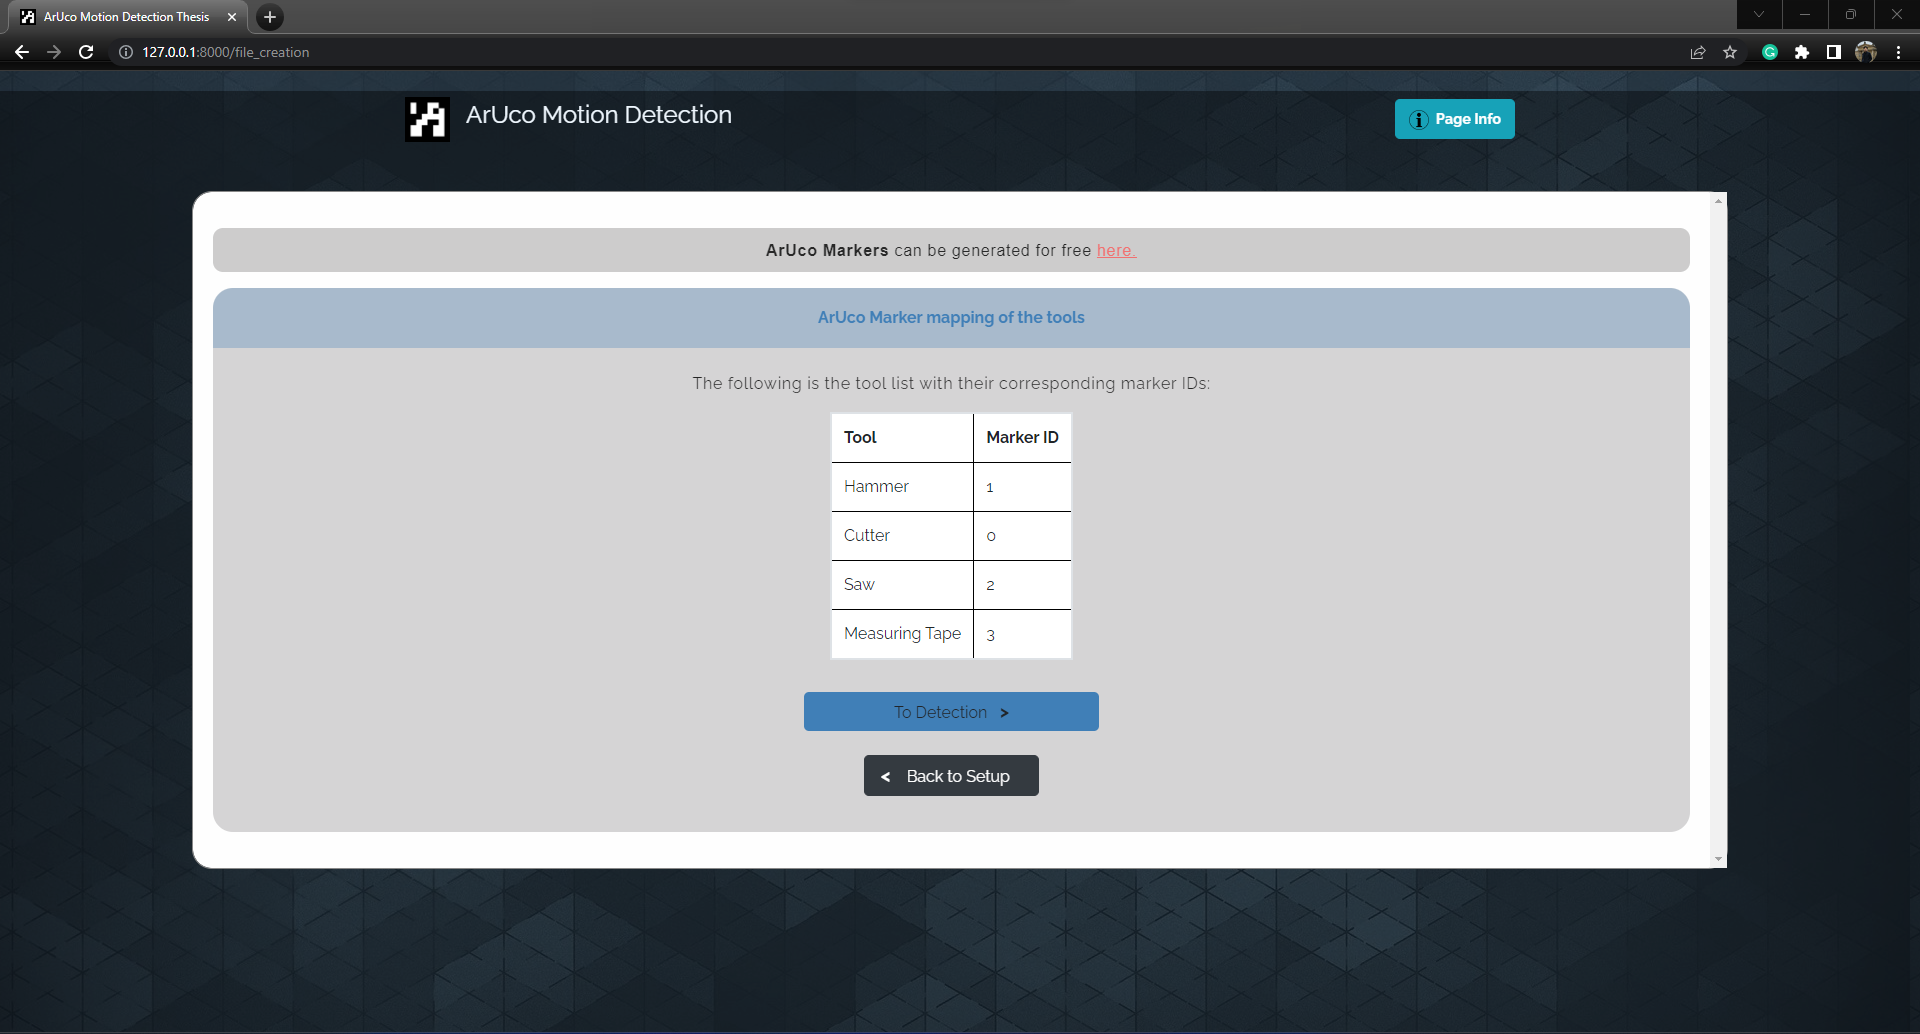 ArUco Motion Detection Thesis
127.0.0.1:8000/file_creation
ArUco Motion Detection
Page Info
ArUco Markers can be generated for free here.
ArUco Marker mapping of the tools
The following is the tool list with their corresponding marker IDs:
Tool Marker ID
Hammer 1
Cutter 0
Saw 2
Measuring Tape 3
To Detection >
< Back to Setup